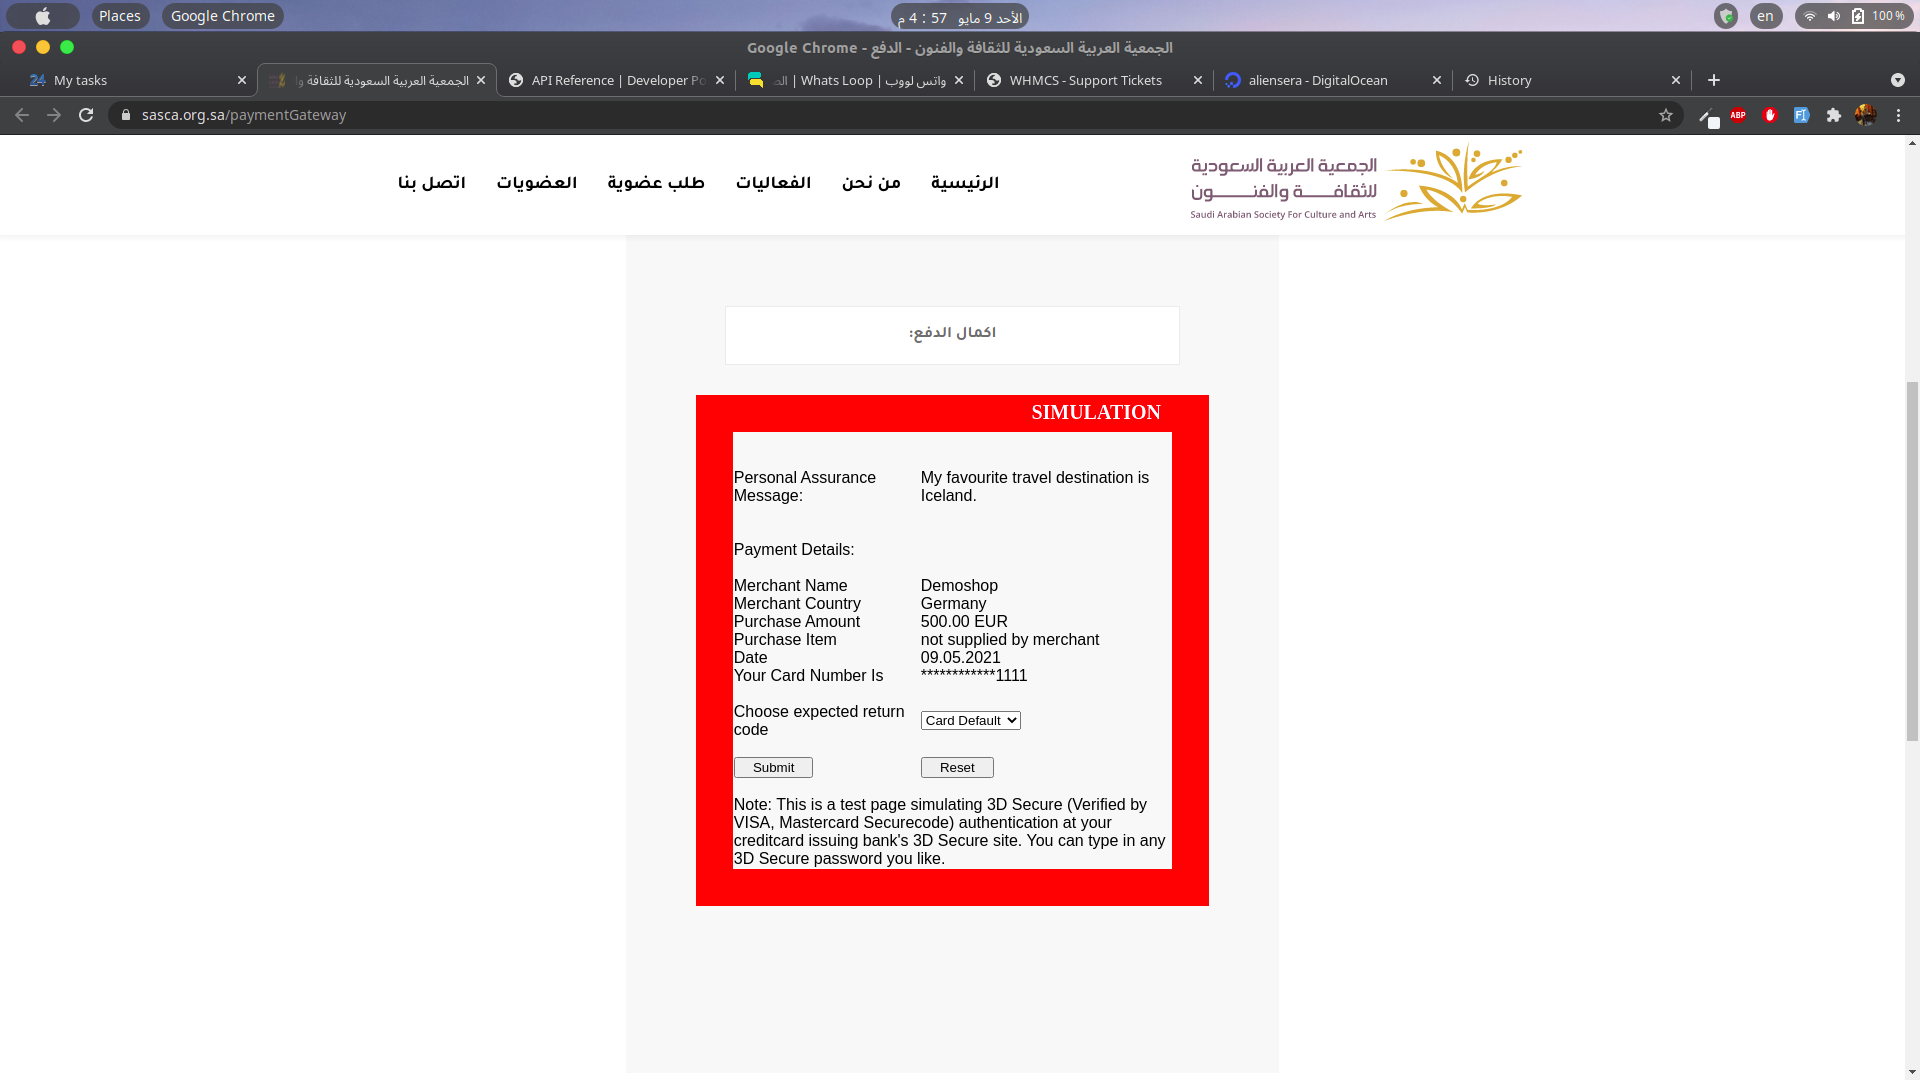 Places
Google Chrome
الأحد 9 مايو 57 : 4 م
en
100 %
الجمعية العربية السعودية للثقافة والفنون - الدفع - Google Chrome
My tasks
الجمعية العربية السعودية للثقافة وا
API Reference | Developer Po
واتس لووب | Whats Loop | الص
WHMCS - Support Tickets
aliensera - DigitalOcean
History
sasca.org.sa/paymentGateway
ABP
الجمعية العربية السعودية
للثقافة والفنون
Saudi Arabian Society For Culture and Arts
الرئيسية
من نحن
الفعاليات
طلب عضوية
العضويات
اتصل بنا
اكمال الدفع:
SIMULATION
Personal Assurance Message:
My favourite travel destination is Iceland.
Payment Details:
Merchant Name Demoshop
Merchant Country Germany
Purchase Amount 500.00 EUR
Purchase Item not supplied by merchant
Date 09.05.2021
Your Card Number Is ************1111
Choose expected return code
Card Default
Submit Reset
Note: This is a test page simulating 3D Secure (Verified by
VISA, Mastercard Securecode) authentication at your
creditcard issuing bank's 3D Secure site. You can type in any
3D Secure password you like.